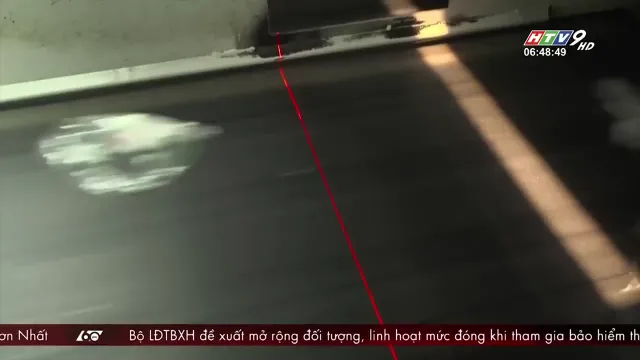 HTV9 HD
06:48:49
ơn Nhất 60 Bộ LĐTBXH đề xuất mở rộng đối tượng, linh hoạt mức đóng khi tham gia bảo hiểm th